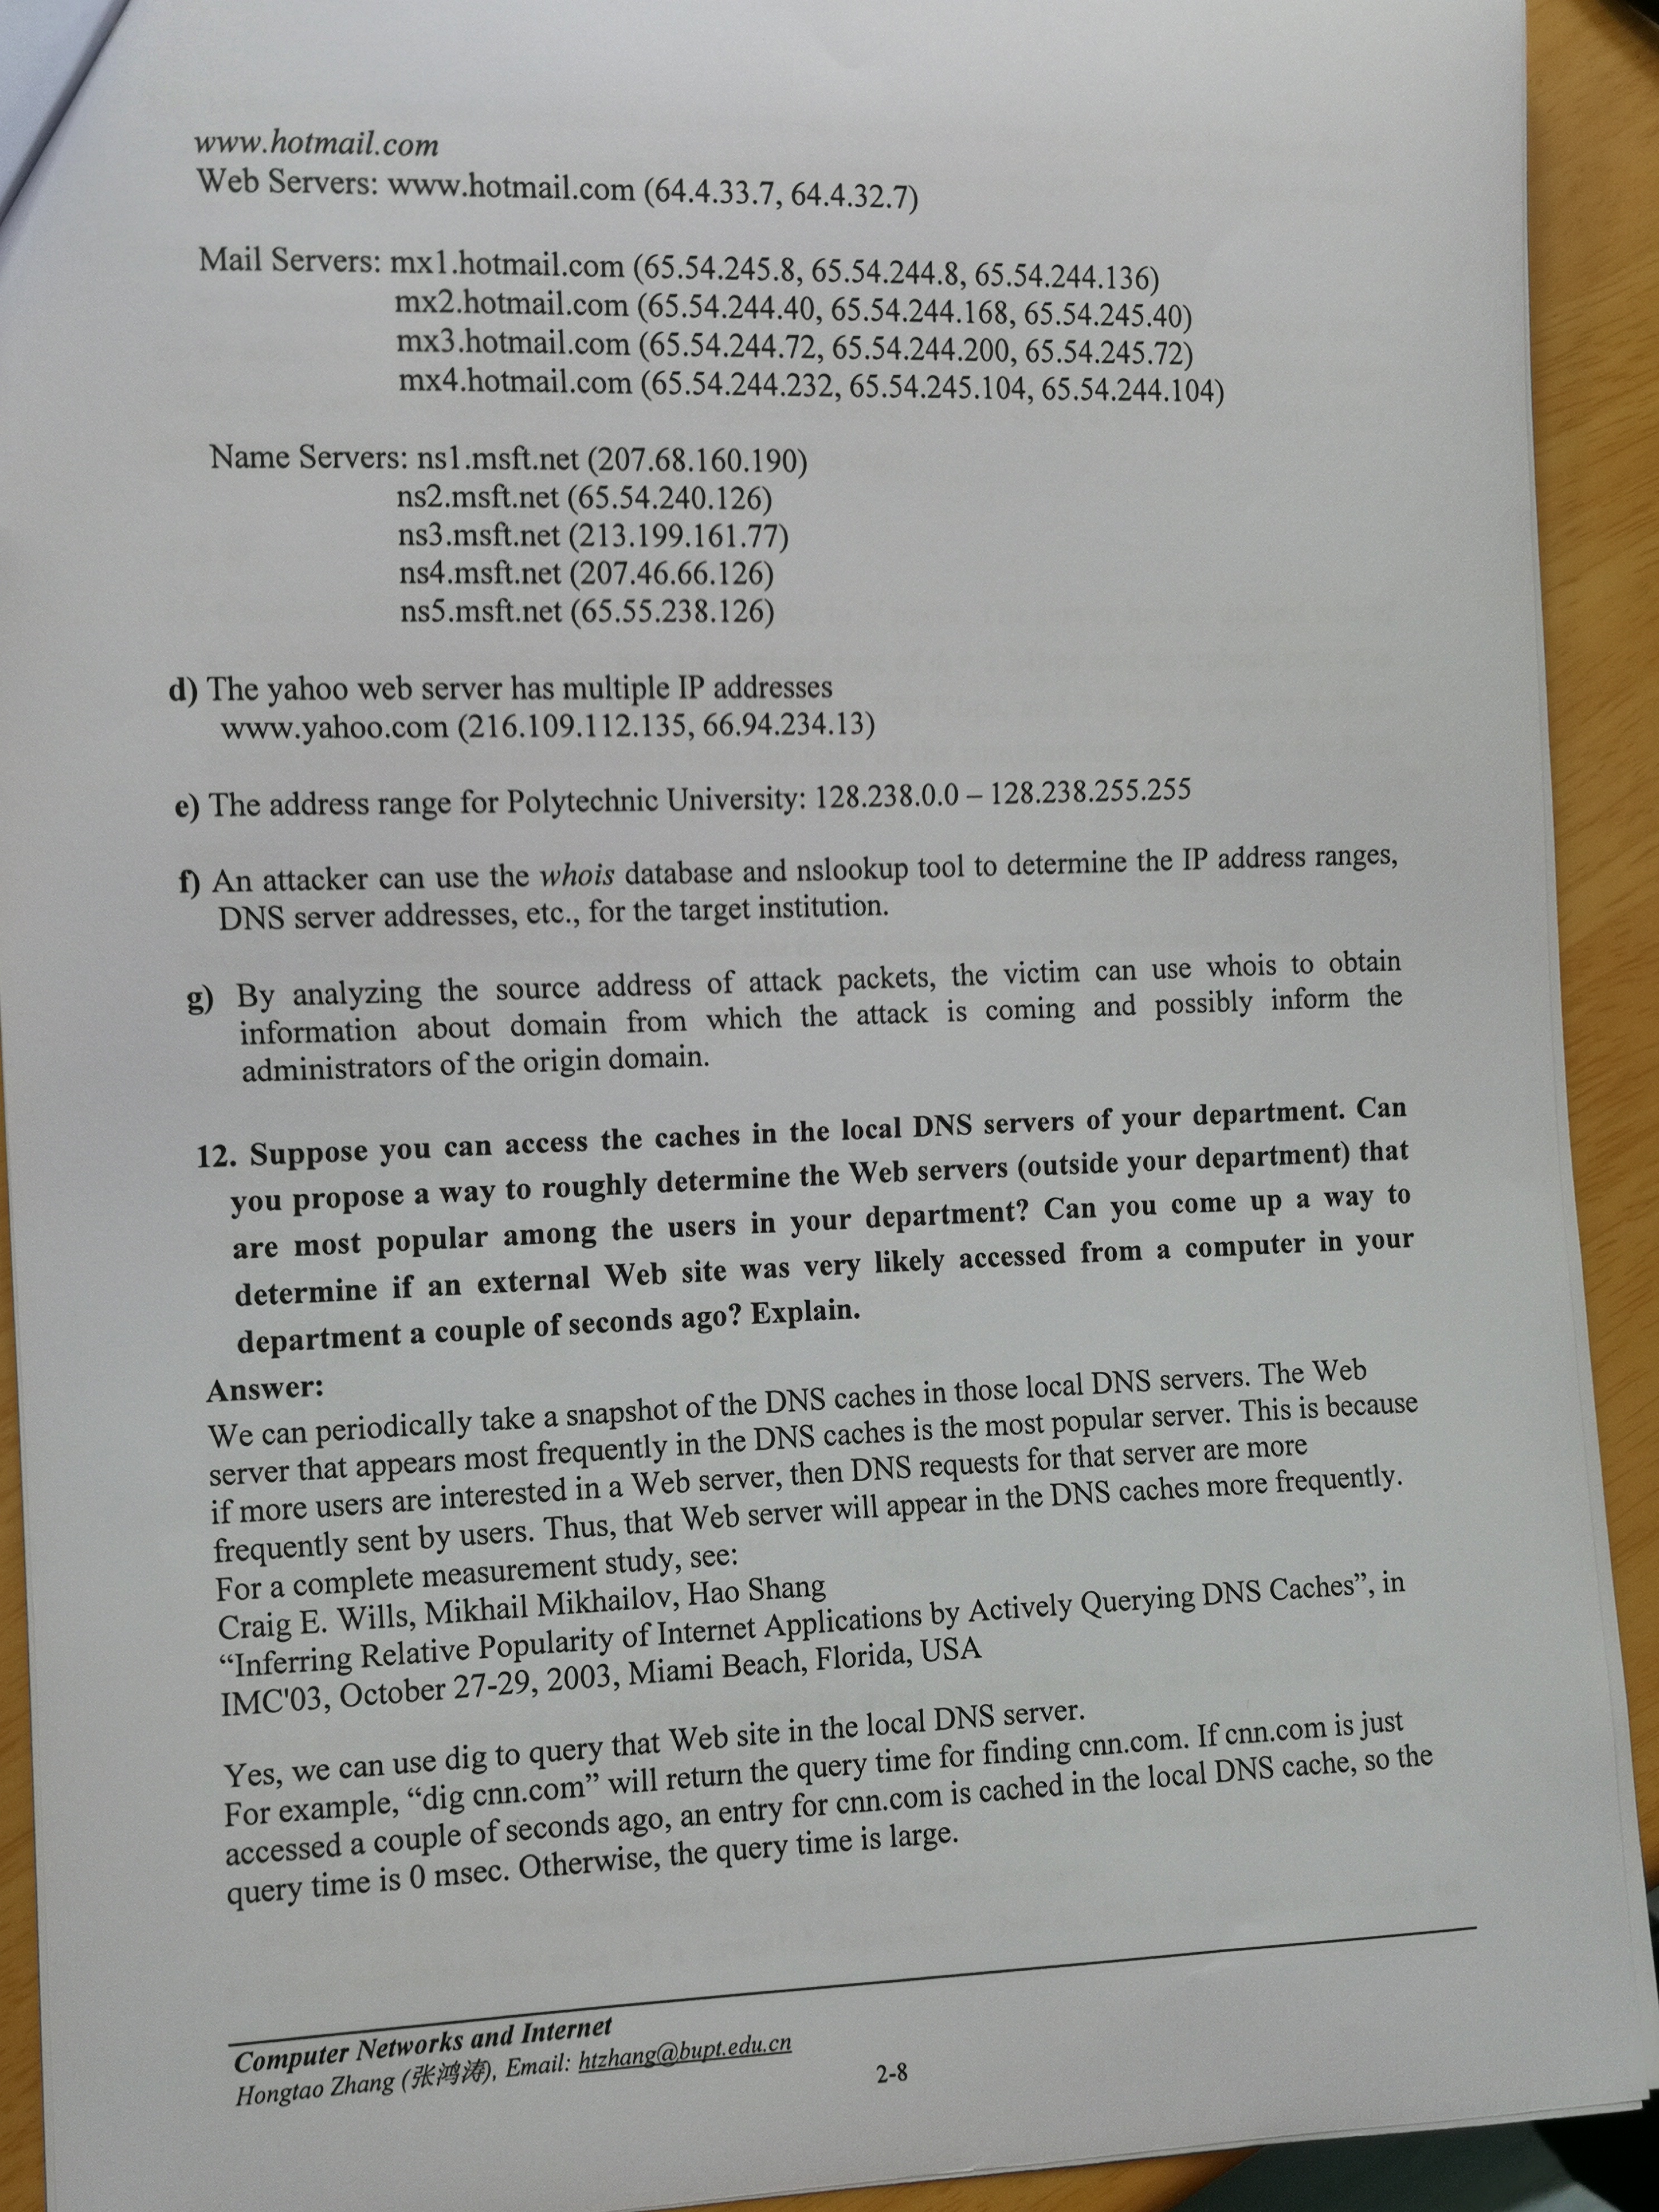 www.hotmail.com
Web Servers: www.hotmail.com (64.4.33.7, 64.4.32.7)
Mail Servers: mx1.hotmail.com (65.54.245.8, 65.54.244.8, 65.54.244.136)
mx2.hotmail.com (65.54.244.40, 65.54.244.168, 65.54.245.40)
mx3.hotmail.com (65.54.244.72, 65.54.244.200, 65.54.245.72)
mx4.hotmail.com (65.54.244.232, 65.54.245.104, 65.54.244.104)
Name Servers: ns1.msft.net (207.68.160.190)
ns2.msft.net (65.54.240.126)
ns3.msft.net (213.199.161.77)
ns4.msft.net (207.46.66.126)
ns5.msft.net (65.55.238.126)
d) The yahoo web server has multiple IP addresses
www.yahoo.com (216.109.112.135, 66.94.234.13)
e) The address range for Polytechnic University: 128.238.0.0 – 128.238.255.255
f) An attacker can use the whois database and nslookup tool to determine the IP address ranges,
DNS server addresses, etc., for the target institution.
g) By analyzing the source address of attack packets, the victim can use whois to obtain
information about domain from which the attack is coming and possibly inform the
administrators of the origin domain.
12. Suppose you can access the caches in the local DNS servers of your department. Can
you propose a way to roughly determine the Web servers (outside your department) that
are most popular among the users in your department? Can you come up a way to
determine if an external Web site was very likely accessed from a computer in your
department a couple of seconds ago? Explain.
Answer:
We can periodically take a snapshot of the DNS caches in those local DNS servers. The Web
server that appears most frequently in the DNS caches is the most popular server. This is because
if more users are interested in a Web server, then DNS requests for that server are more
frequently sent by users. Thus, that Web server will appear in the DNS caches more frequently.
For a complete measurement study, see:
Craig E. Wills, Mikhail Mikhailov, Hao Shang
“Inferring Relative Popularity of Internet Applications by Actively Querying DNS Caches”, in
IMC'03, October 27-29, 2003, Miami Beach, Florida, USA
Yes, we can use dig to query that Web site in the local DNS server.
For example, “dig cnn.com” will return the query time for finding cnn.com. If cnn.com is just
accessed a couple of seconds ago, an entry for cnn.com is cached in the local DNS cache, so the
query time is 0 msec. Otherwise, the query time is large.
Computer Networks and Internet
Hongtao Zhang (张鸿涛), Email: htzhang@bupt.edu.cn
2-8